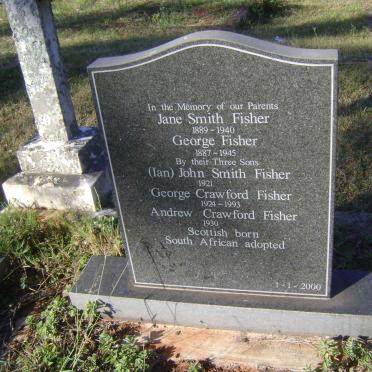 In the Memory of our Parents
Jane Smith Fisher
1889-1940
George Fisher
1887-1945
By their Three Sons
(Ian) John Smith Fisher
1921
George Crawford Fisher
1924-1993
Andrew Crawford Fisher
1930
Scottish born
South African adopted
1-1-2000